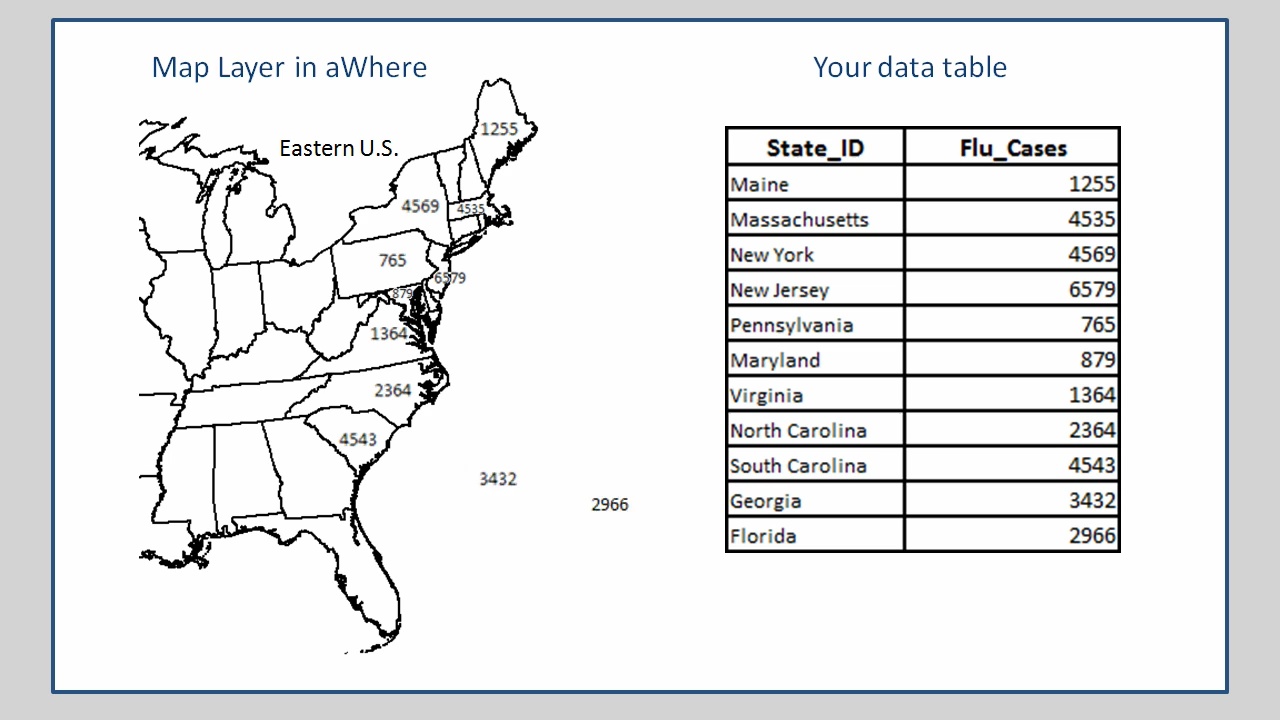 Map Layer in aWhere
Eastern U.S.
1255
4569
4535
765
6579
879
1364
2364
4543
3432
2966
Your data table
State_ID Flu_Cases
Maine 1255
Massachusetts 4535
New York 4569
New Jersey 6579
Pennsylvania 765
Maryland 879
Virginia 1364
North Carolina 2364
South Carolina 4543
Georgia 3432
Florida 2966